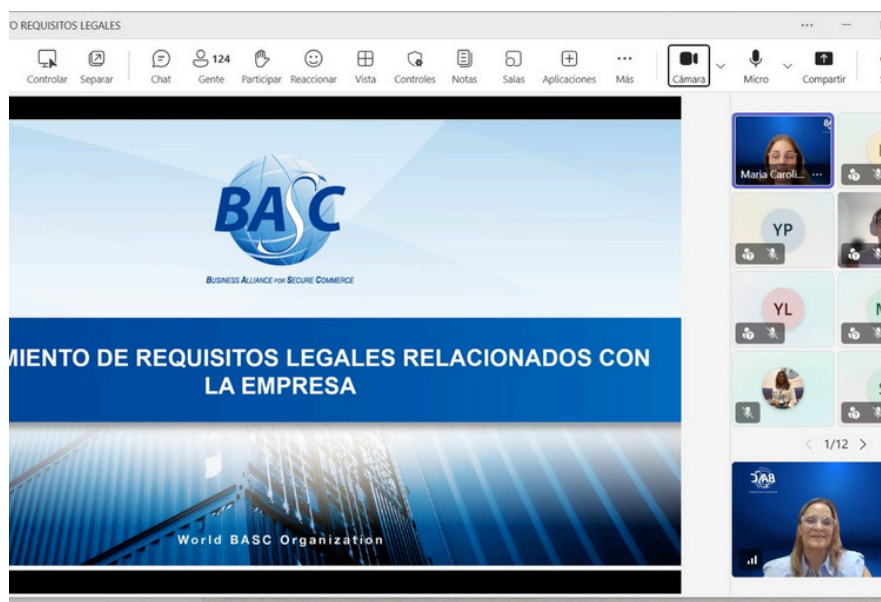 O REQUISITOS LEGALES
124
Controlar Separar Chat Gente Participar Reaccionar Vista Controles Notas Salas Aplicaciones Más Cámara Micro Compartir
BASC
BUSINESS ALLIANCE FOR SECURE COMMERCE
MIENTO DE REQUISITOS LEGALES RELACIONADOS CON
LA EMPRESA
World BASC Organization
Maria Caroli...
YP
YL
1/12
BASC